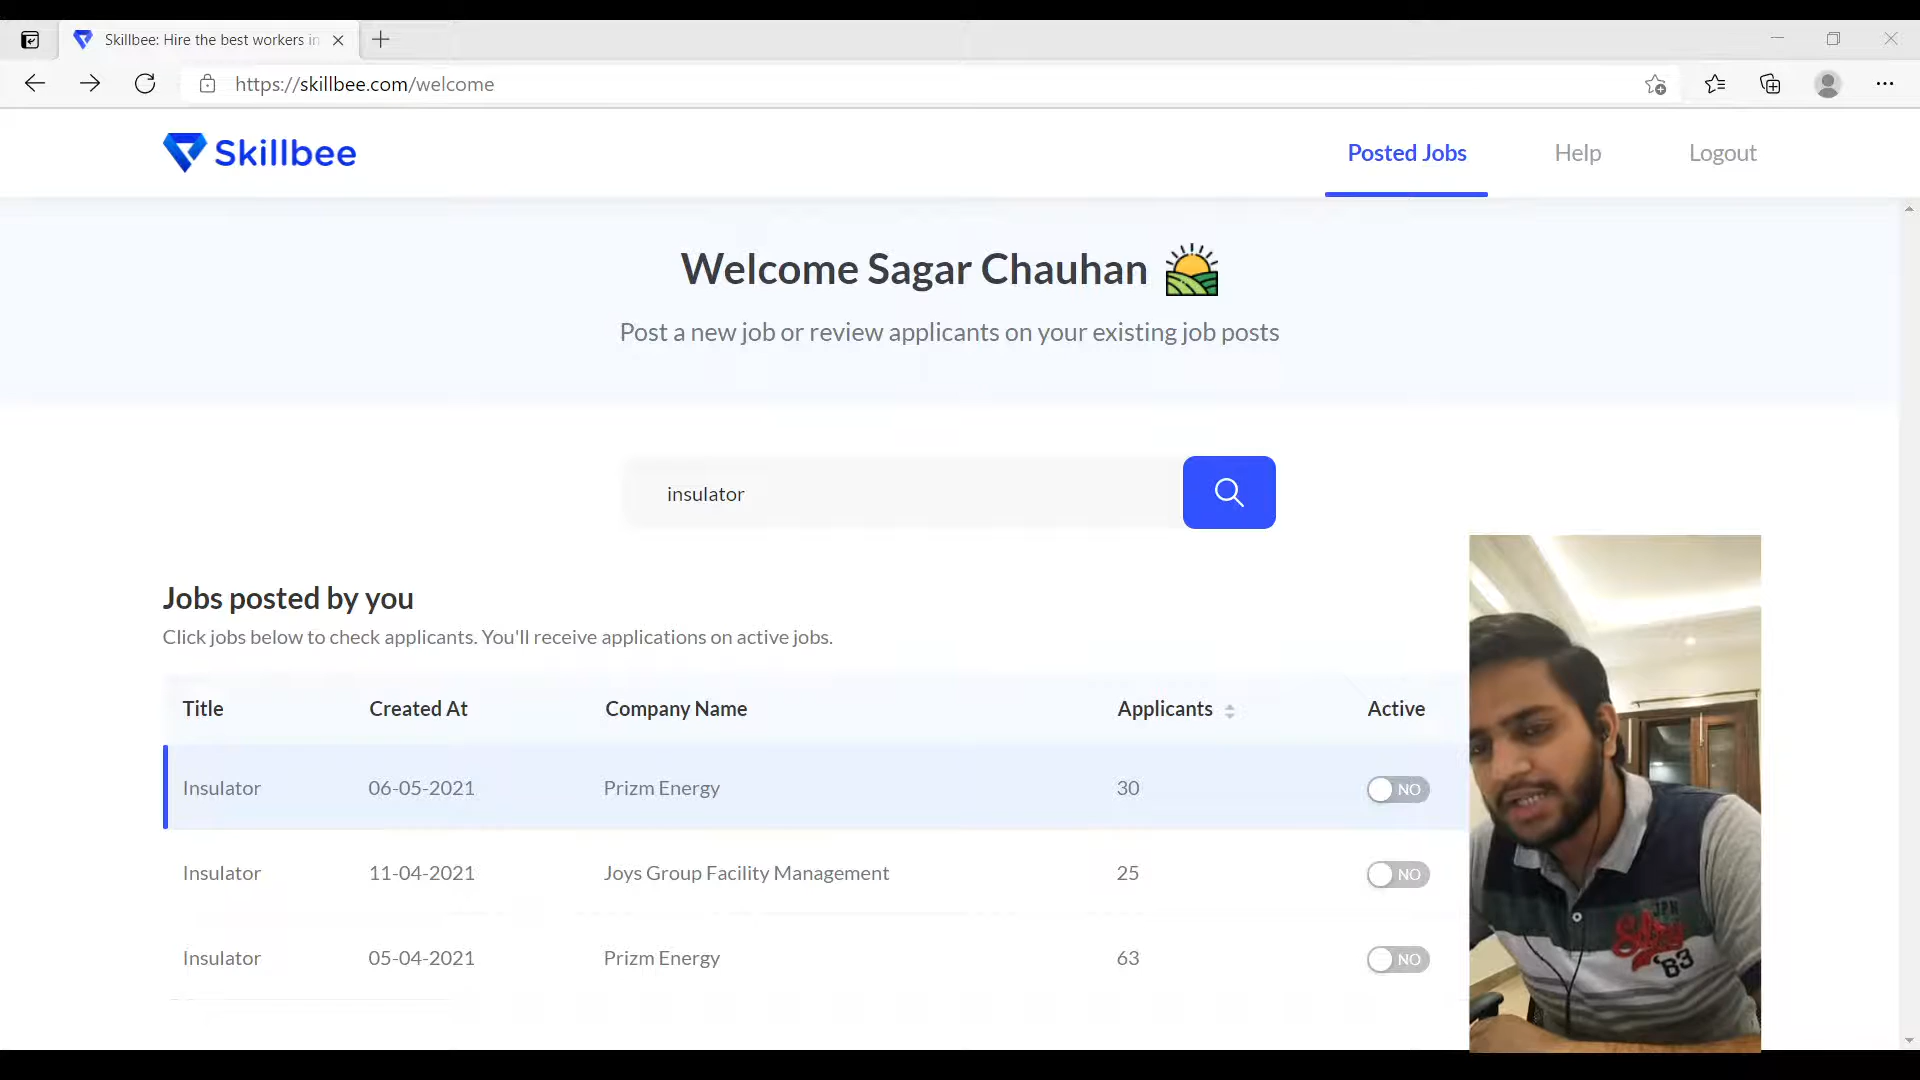 Skillbee: Hire the best workers in
https://skillbee.com/welcome
Skillbee
Posted Jobs
Help
Logout
Welcome Sagar Chauhan
Post a new job or review applicants on your existing job posts
insulator
Jobs posted by you
Click jobs below to check applicants. You'll receive applications on active jobs.
Title Created At Company Name Applicants Active
Insulator 06-05-2021 Prizm Energy 30 NO
Insulator 11-04-2021 Joys Group Facility Management 25 NO
Insulator 05-04-2021 Prizm Energy 63 NO
JPN
'63